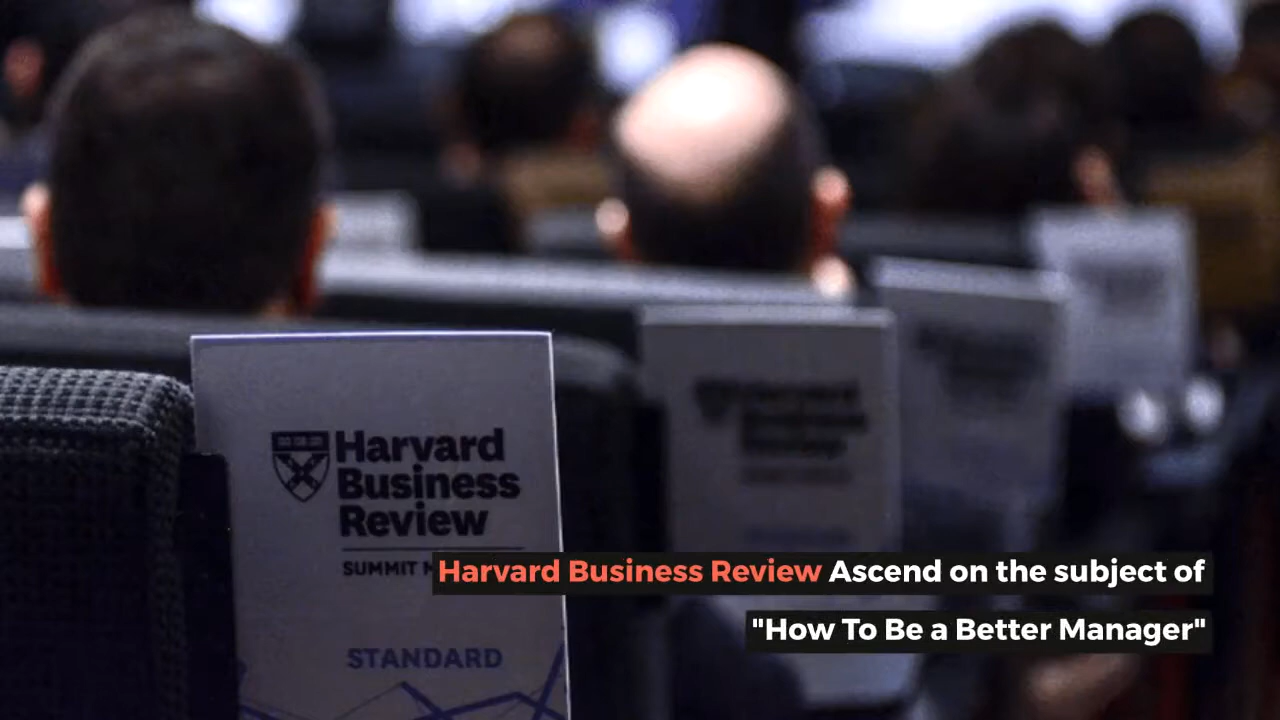 Harvard
Business
Review
SUMMIT
Harvard Business Review Ascend on the subject of
"How To Be a Better Manager"
STANDARD